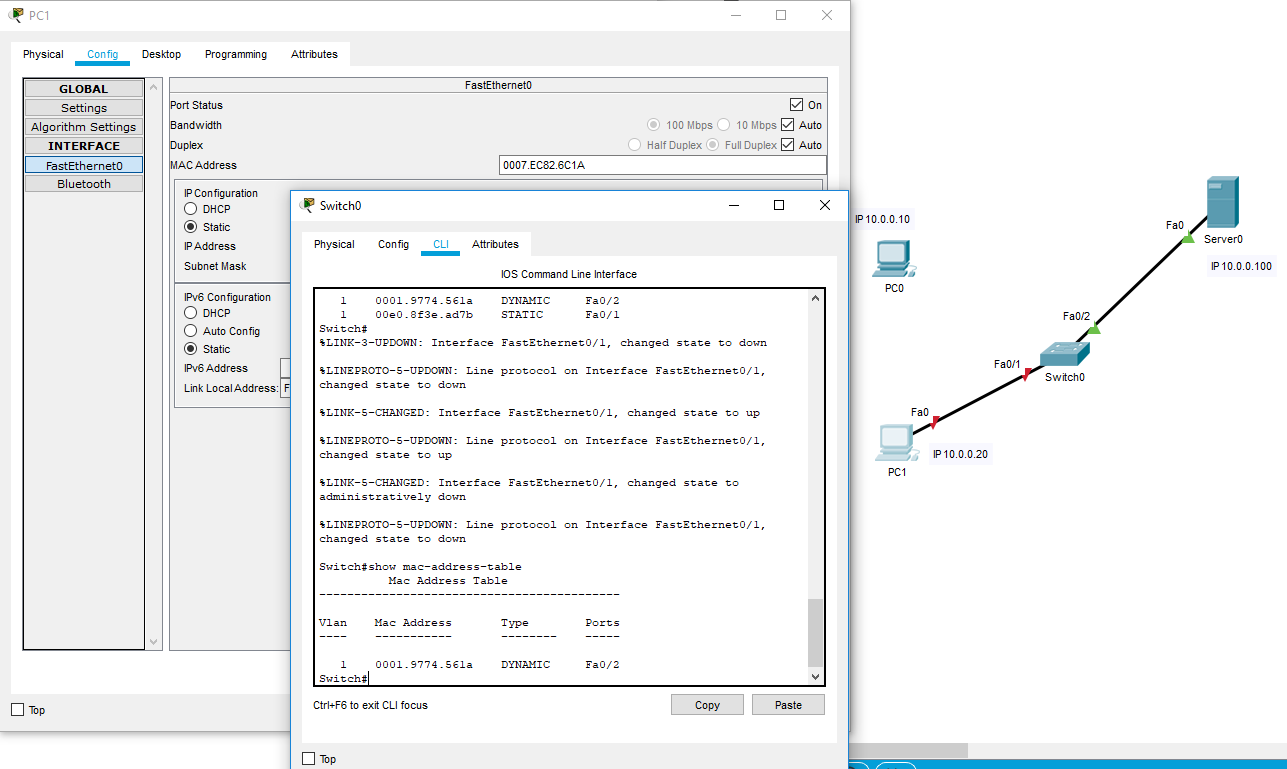 PC1
Physical Config Desktop Programming Attributes
GLOBAL
Settings
Algorithm Settings
INTERFACE
FastEthernet0
Bluetooth
FastEthernet0
Port Status On
Bandwidth 100 Mbps 10 Mbps Auto
Duplex Half Duplex Full Duplex Auto
MAC Address 0007.EC82.6C1A
IP Configuration
DHCP
Static
IP Address
Subnet Mask
IPv6 Configuration
DHCP
Auto Config
Static
IPv6 Address
Link Local Address: F
Top
Switch0
Physical Config CLI Attributes
IOS Command Line Interface
1 0001.9774.561a DYNAMIC Fa0/2
1 00e0.8f3e.ad7b STATIC Fa0/1
Switch#
%LINK-3-UPDOWN: Interface FastEthernet0/1, changed state to down
%LINEPROTO-5-UPDOWN: Line protocol on Interface FastEthernet0/1,
changed state to down
%LINK-5-CHANGED: Interface FastEthernet0/1, changed state to up
%LINEPROTO-5-UPDOWN: Line protocol on Interface FastEthernet0/1,
changed state to up
%LINK-5-CHANGED: Interface FastEthernet0/1, changed state to
administratively down
%LINEPROTO-5-UPDOWN: Line protocol on Interface FastEthernet0/1,
changed state to down
Switch#show mac-address-table
Mac Address Table
-------------------------------------------
Vlan Mac Address Type Ports
---- ----------- -------- -----
1 0001.9774.561a DYNAMIC Fa0/2
Switch#
Ctrl+F6 to exit CLI focus
Copy Paste
Top
IP 10.0.0.10
PC0
Fa0
Server0
IP 10.0.0.100
Fa0/2
Fa0/1
Switch0
Fa0
IP 10.0.0.20
PC1